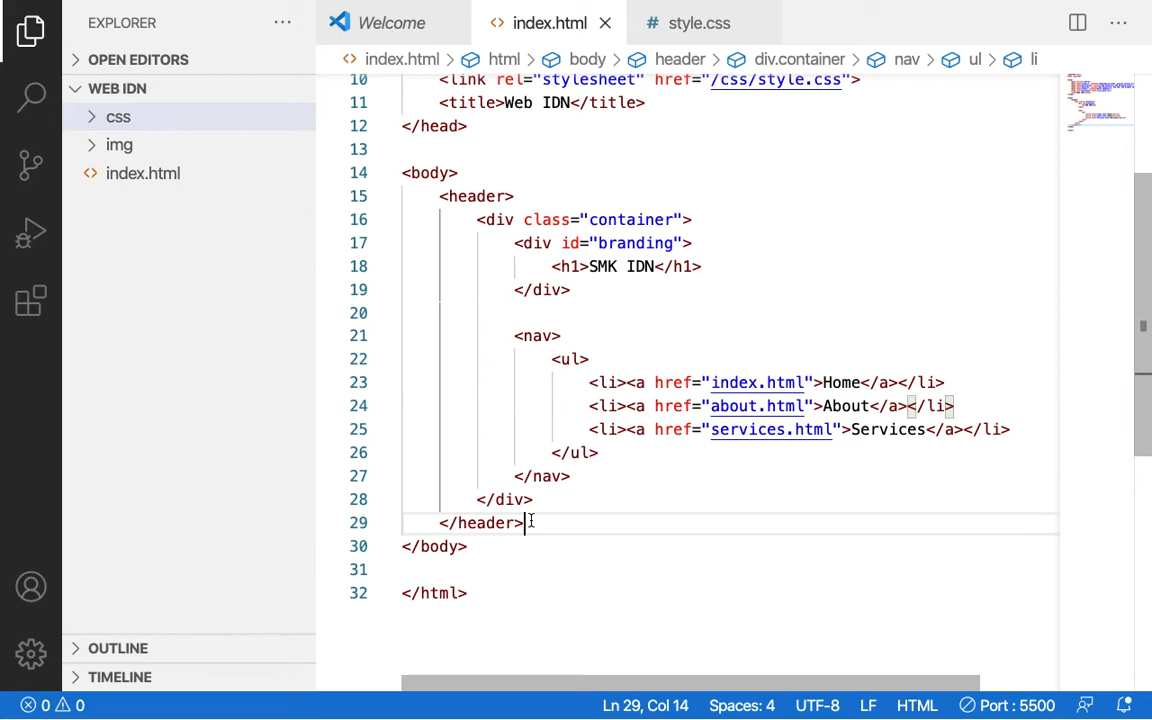 EXPLORER
Welcome
index.html
# style.css
OPEN EDITORS
index.html > html > body > header > div.container > nav > ul > li
WEB IDN
css
img
index.html
10 <link rel="stylesheet" href="/css/style.css">
11 <title>Web IDN</title>
12 </head>
13
14 <body>
15 <header>
16 <div class="container">
17 <div id="branding">
18 <h1>SMK IDN</h1>
19 </div>
20
21 <nav>
22 <ul>
23 <li><a href="index.html">Home</a></li>
24 <li><a href="about.html">About</a></li>
25 <li><a href="services.html">Services</a></li>
26 </ul>
27 </nav>
28 </div>
29 </header>
30 </body>
31
32 </html>
OUTLINE
TIMELINE
0 0 Ln 29, Col 14 Spaces: 4 UTF-8 LF HTML Port : 5500